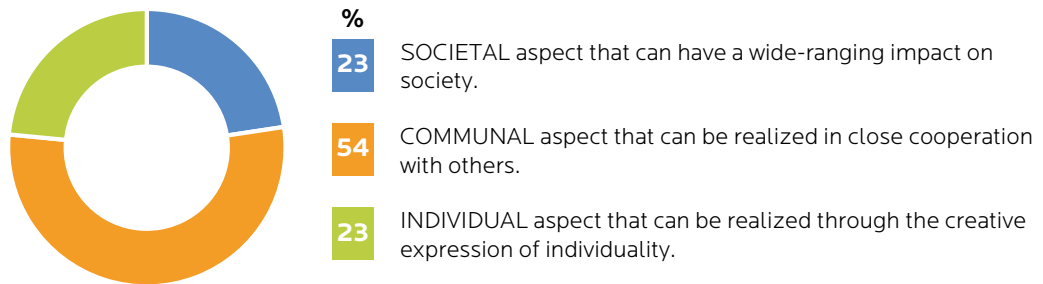 %
23
SOCIETAL aspect that can have a wide-ranging impact on
society.
54
COMMUNAL aspect that can be realized in close cooperation
with others.
23
INDIVIDUAL aspect that can be realized through the creative
expression of individuality.